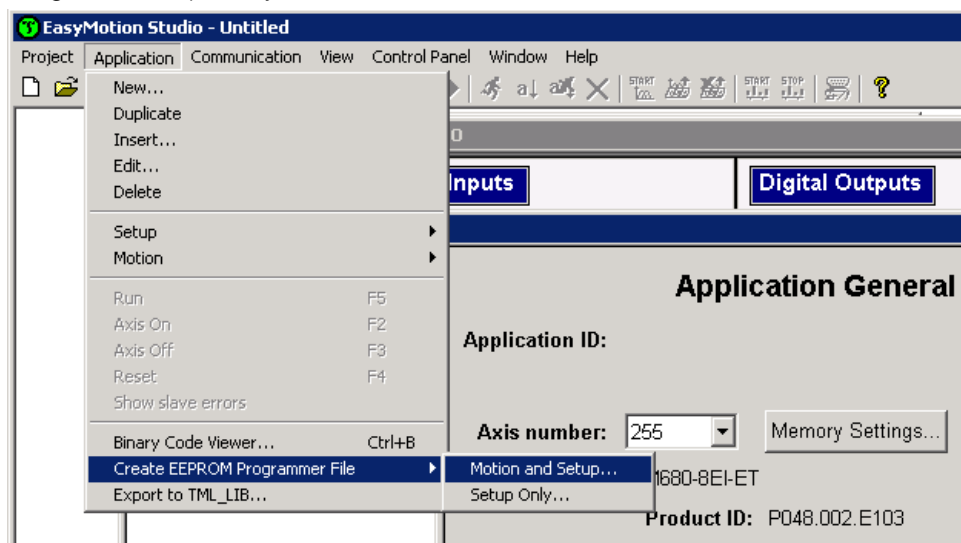 EasyMotion Studio - Untitled
Project Application Communication View Control Panel Window Help
New...
Duplicate
Insert...
Edit...
Delete
Setup
Motion
Run F5
Axis On F2
Axis Off F3
Reset F4
Show slave errors
Binary Code Viewer... Ctrl+B
Create EEPROM Programmer File
Export to TML_LIB...
Motion and Setup...
Setup Only...
Inputs
Digital Outputs
Application General
Application ID:
Axis number: 255 Memory Settings...
M680-8EI-ET
Product ID: P048.002.E103